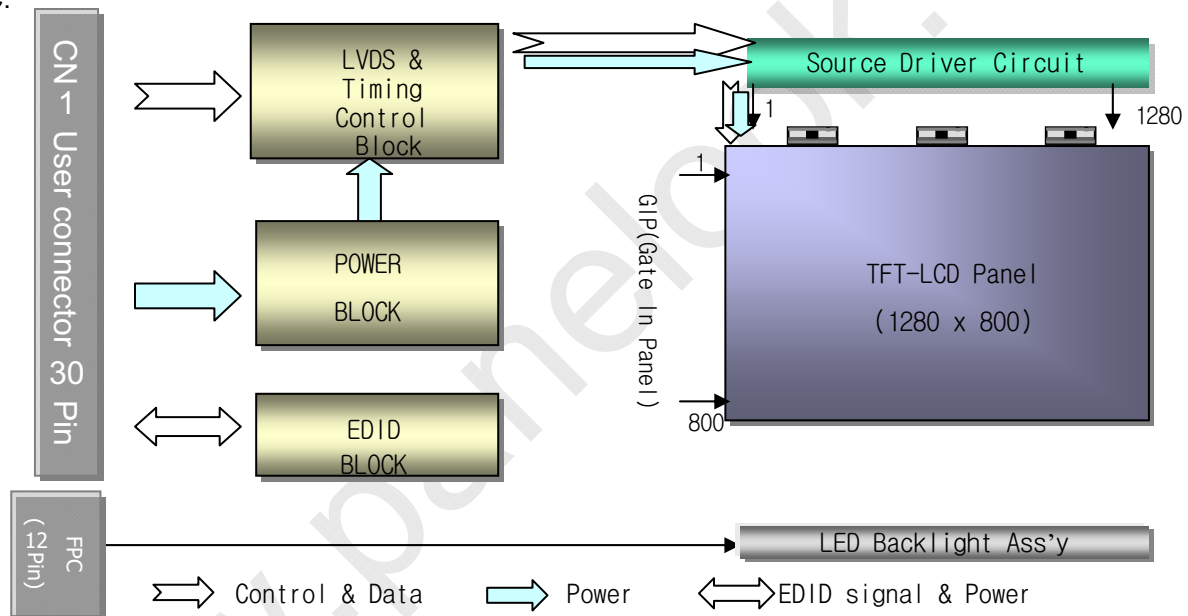 CN 1 User connector 30 Pin
LVDS &
Timing
Control
Block
POWER
BLOCK
EDID
BLOCK
Source Driver Circuit
1
1280
1
GIP(Gate In Panel)
800
TFT-LCD Panel
(1280 x 800)
FPC
(12Pin)
LED Backlight Ass'y
Control & Data
Power
EDID signal & Power